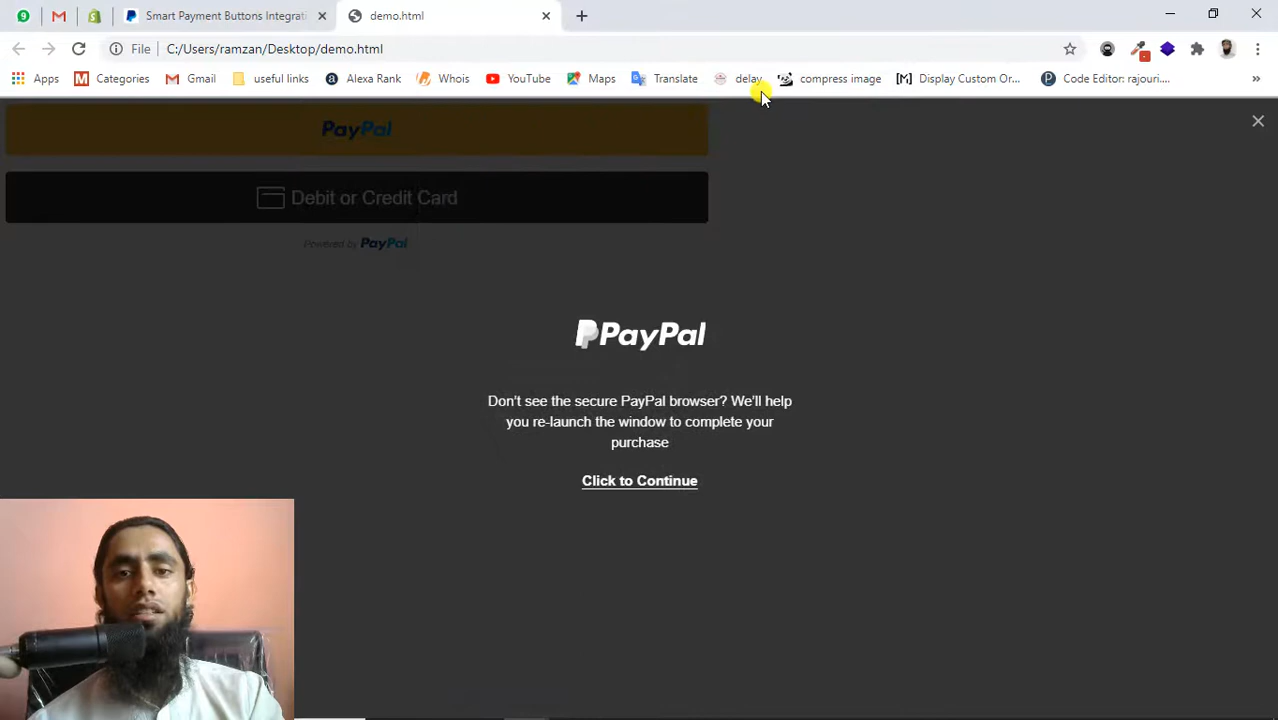 9
Smart Payment Buttons Integrati
demo.html
File
C:/Users/ramzan/Desktop/demo.html
Apps
M Categories
Gmail
useful links
a Alexa Rank
Whois
YouTube
Maps
Translate
delay
compress image
[M] Display Custom Or...
P Code Editor: rajouri....
»
PayPal
Debit or Credit Card
Powered by PayPal
PayPal
Don't see the secure PayPal browser? We'll help
you re-launch the window to complete your
purchase
Click to Continue